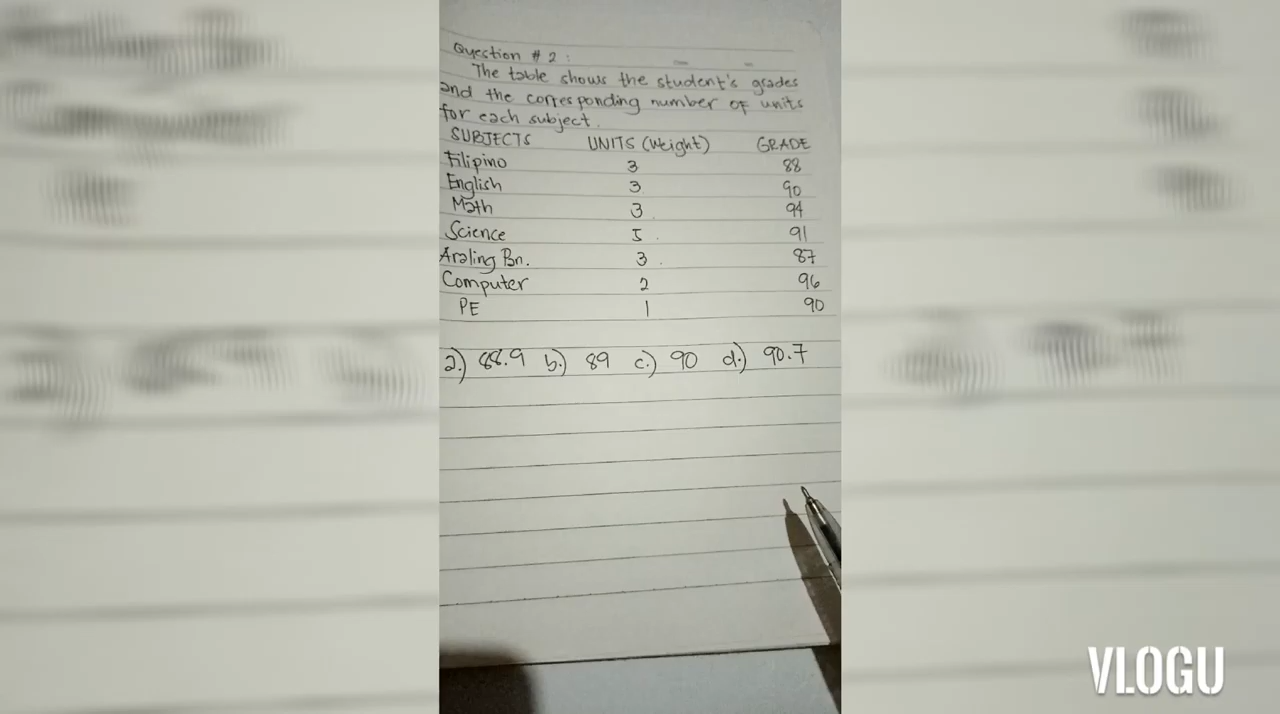 Question # 2:
The table shows the student's grades
and the corresponding number of units
for each subject.
SUBJECTS UNITS (Weight) GRADE
Filipino 3 88
English 3 90
Math 3 94
Science 5 91
Araling Pan. 3 87
Computer 2 96
PE 1 90
a.) 88.9 b.) 89 c.) 90 d.) 90.7
VLOGU